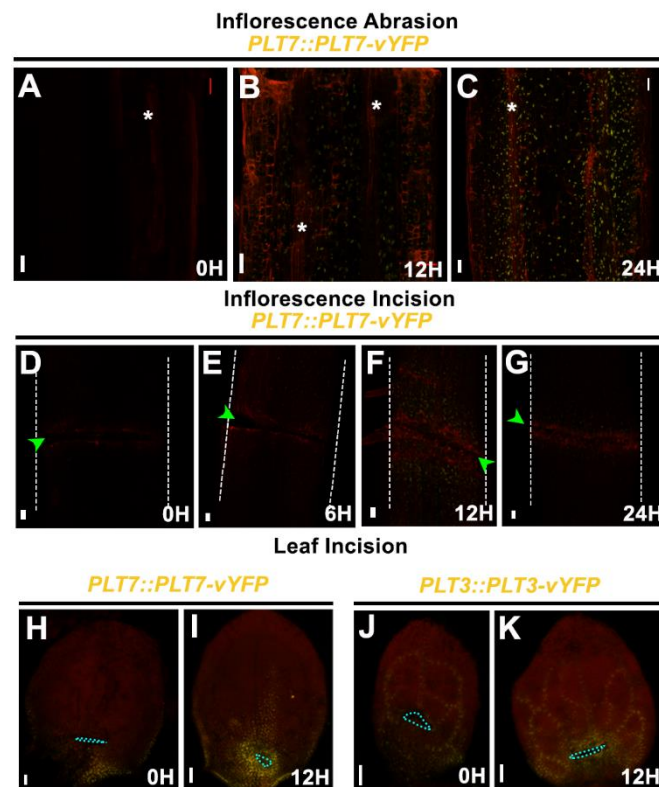 Inflorescence Abrasion
PLT7::PLT7-vYFP
A
*
0H
B
*
*
12H
C
*
24H
Inflorescence Incision
PLT7::PLT7-vYFP
D
0H
E
6H
F
12H
G
24H
Leaf Incision
PLT7::PLT7-vYFP
PLT3::PLT3-vYFP
H
0H
I
12H
J
0H
K
12H